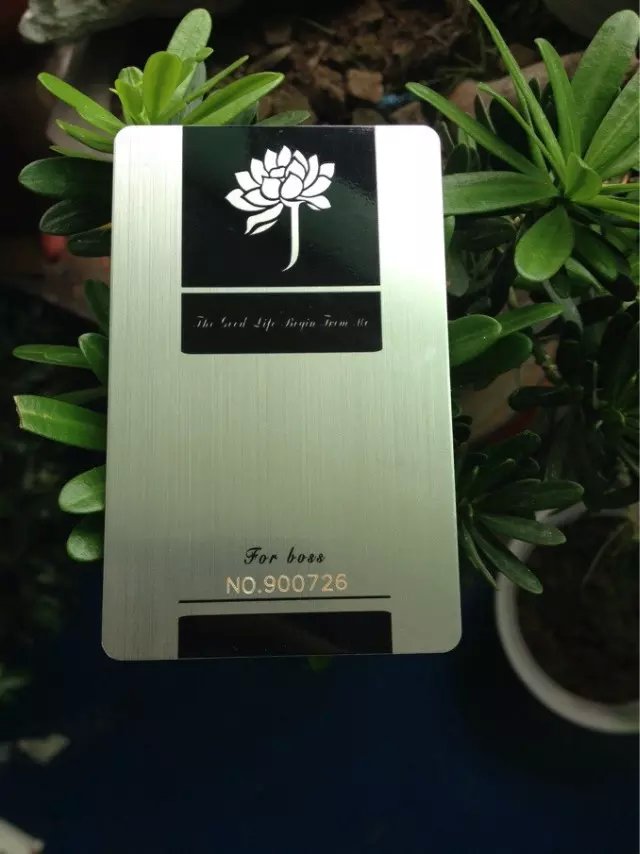 The Good Life Begin From Me
For boss
NO.900726